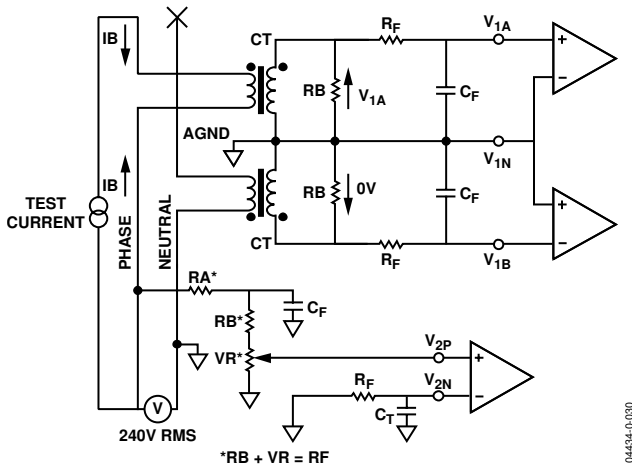 IB
CT
RF
V1A
RB
V1A
CF
+
−
AGND
V1N
IB
TEST
CURRENT
PHASE
NEUTRAL
RB
0V
CF
−
+
CT
RF
V1B
RA*
CF
RB*
VR*
V2P
+
RF
V2N
−
CT
V
240V RMS
*RB + VR = RF
04434-0-030